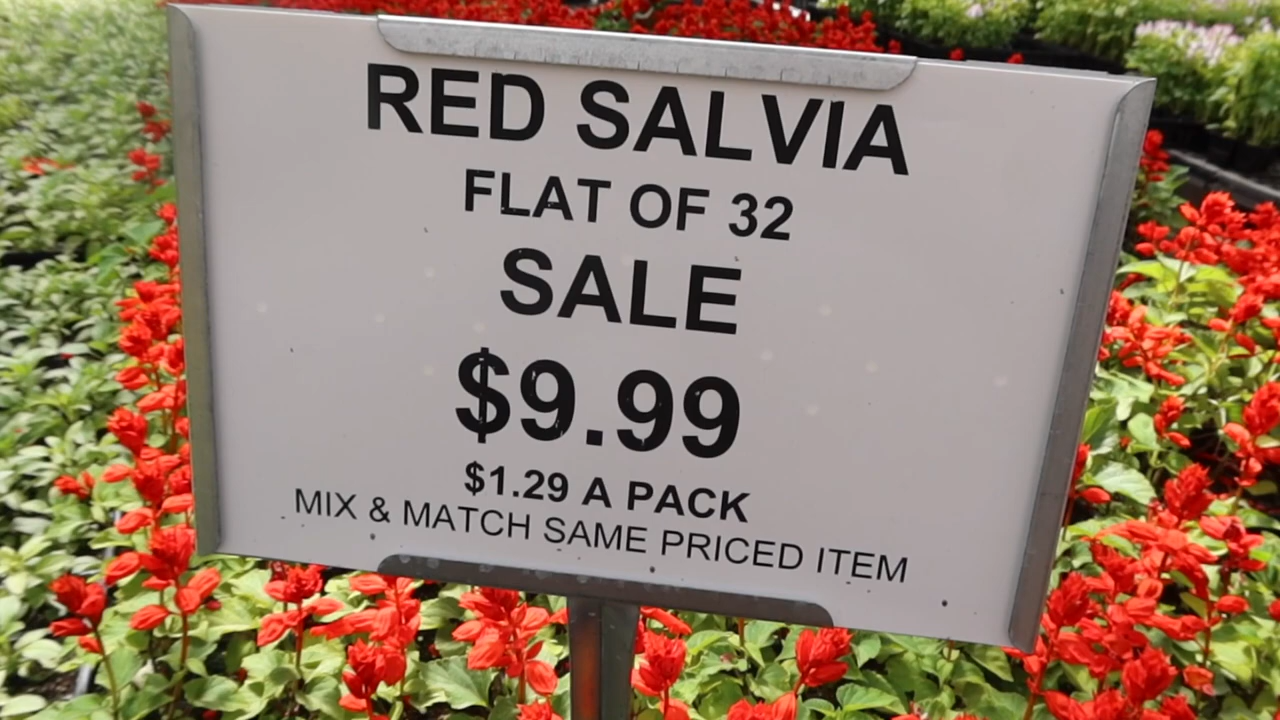 RED SALVIA
FLAT OF 32
SALE
$9.99
$1.29 A PACK
MIX & MATCH SAME PRICED ITEM